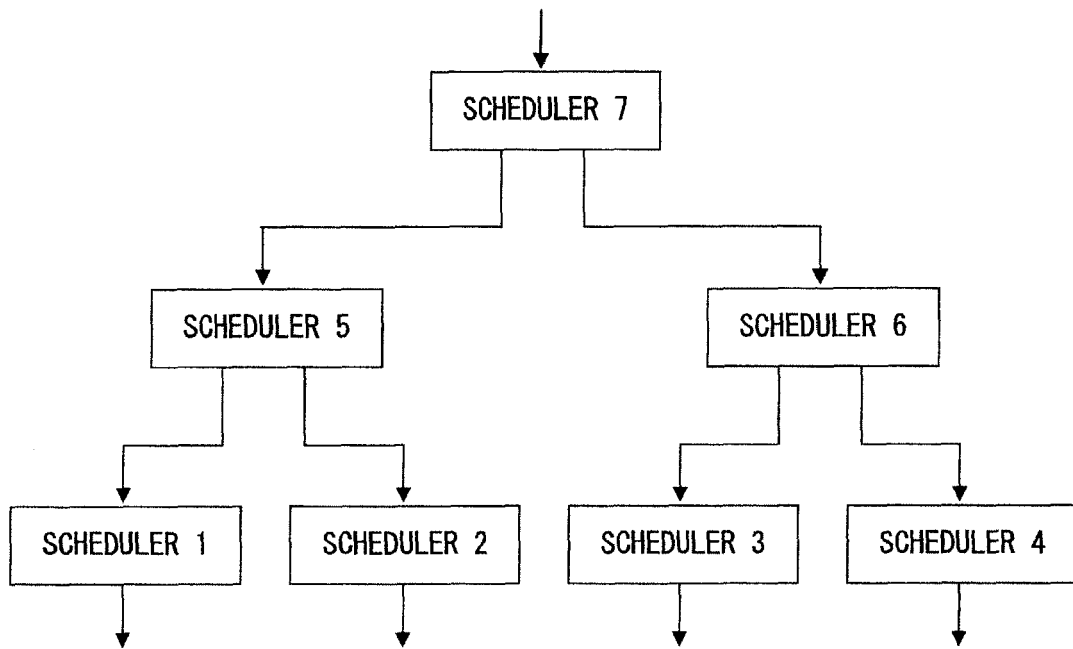 SCHEDULER 7
SCHEDULER 5
SCHEDULER 6
SCHEDULER 1
SCHEDULER 2
SCHEDULER 3
SCHEDULER 4